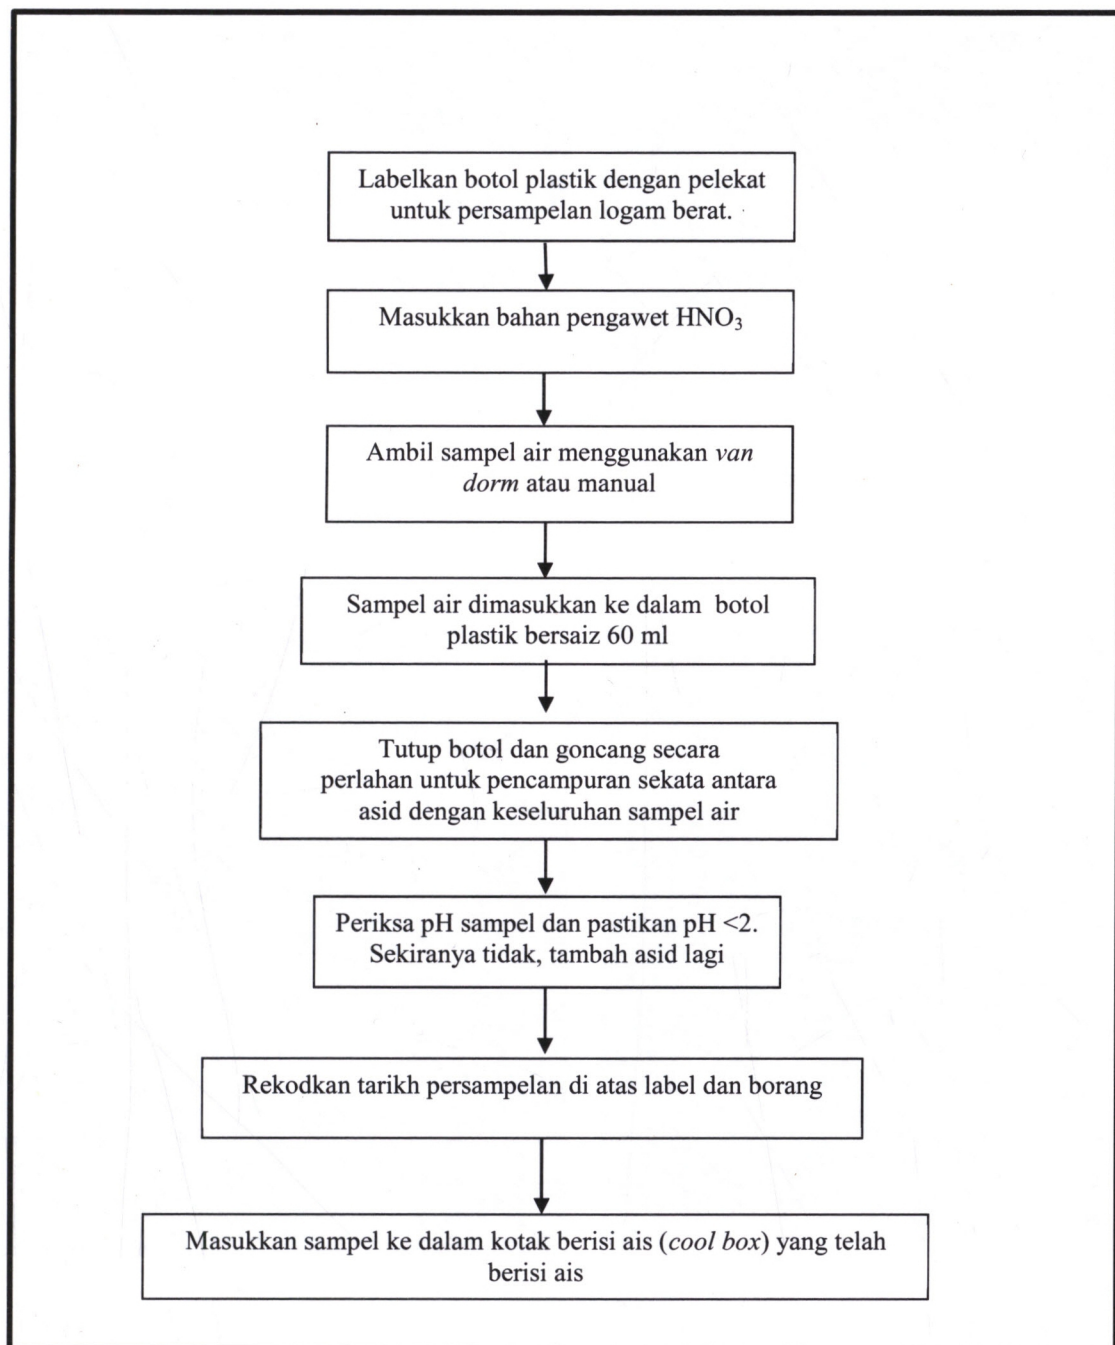 Labelkan botol plastik dengan pelekat
untuk persampelan logam berat.
Masukkan bahan pengawet HNO₃
Ambil sampel air menggunakan van
dorm atau manual
Sampel air dimasukkan ke dalam botol
plastik bersaiz 60 ml
Tutup botol dan goncang secara
perlahan untuk pencampuran sekata antara
asid dengan keseluruhan sampel air
Periksa pH sampel dan pastikan pH <2.
Sekiranya tidak, tambah asid lagi
Rekodkan tarikh persampelan di atas label dan borang
Masukkan sampel ke dalam kotak berisi ais (cool box) yang telah
berisi ais